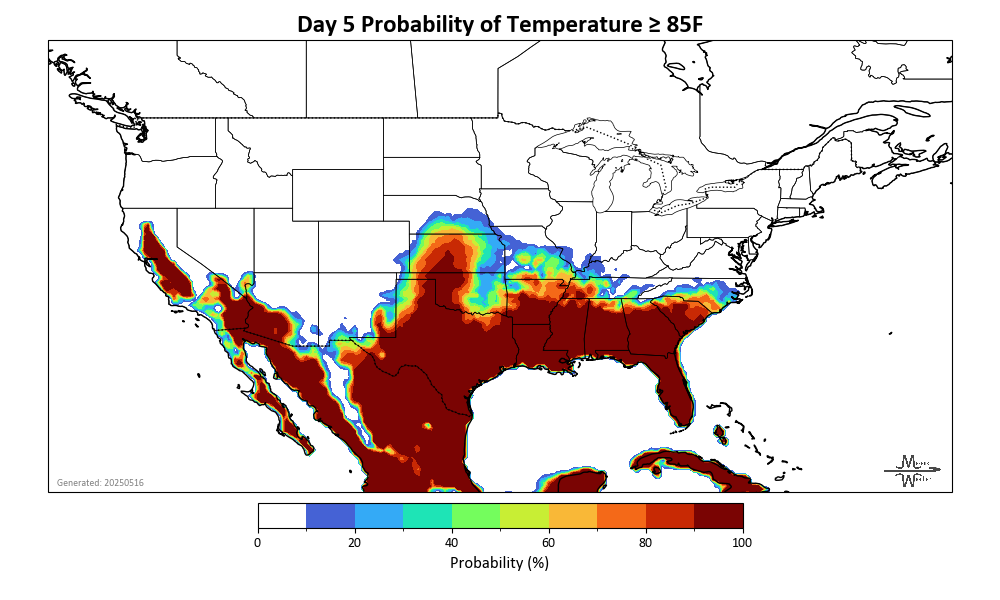 Day 5 Probability of Temperature ≥ 85F
Generated: 20250516
0 20 40 60 80 100
Probability (%)